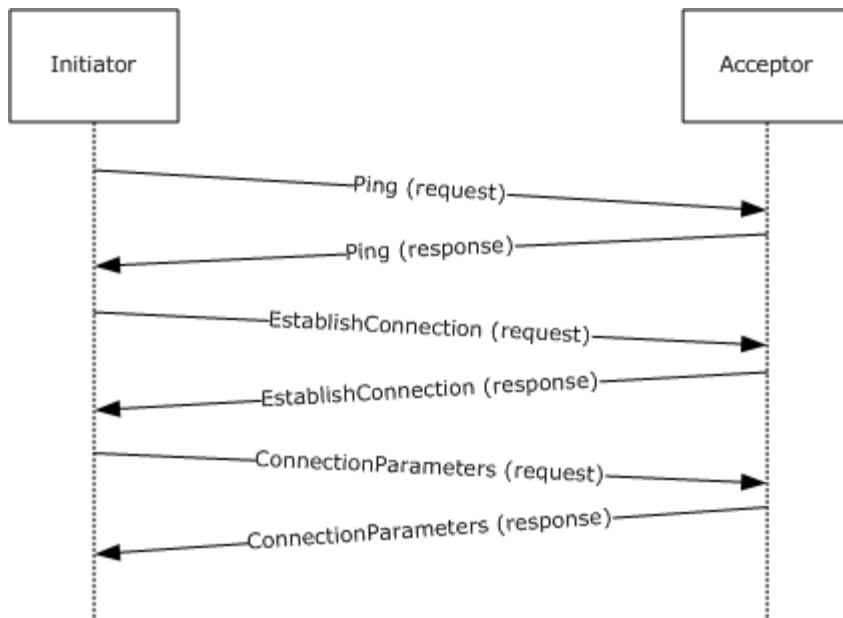 Initiator
Acceptor
Ping (request)
Ping (response)
EstablishConnection (request)
EstablishConnection (response)
ConnectionParameters (request)
ConnectionParameters (response)